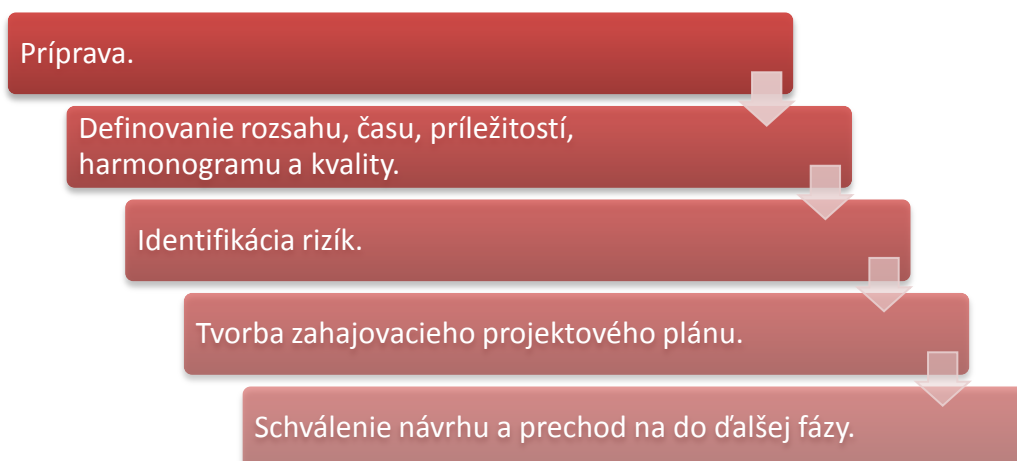 Príprava.
Definovanie rozsahu, času, príležitostí,
harmonogramu a kvality.
Identifikácia rizík.
Tvorba zahajovacieho projektového plánu.
Schválenie návrhu a prechod na do ďalšej fázy.